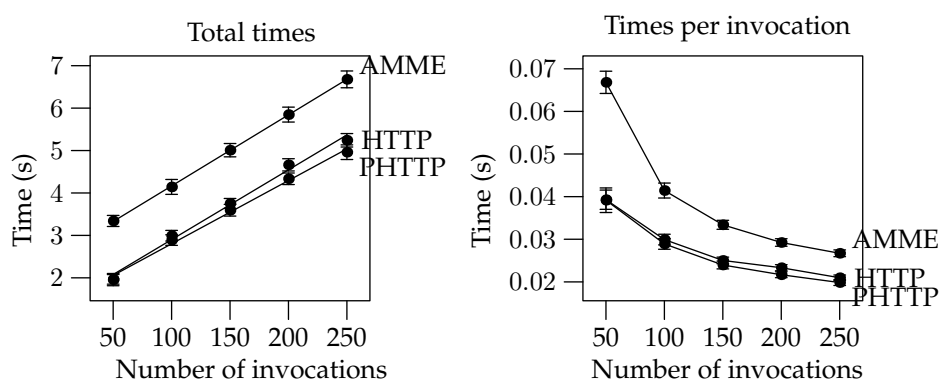 Total times
7
6
5
4
3
2
Time (s)
AMME
HTTP
PHTTP
50 100 150 200 250
Number of invocations
Times per invocation
0.07
0.06
0.05
0.04
0.03
0.02
Time (s)
AMME
HTTP
PHTTP
50 100 150 200 250
Number of invocations